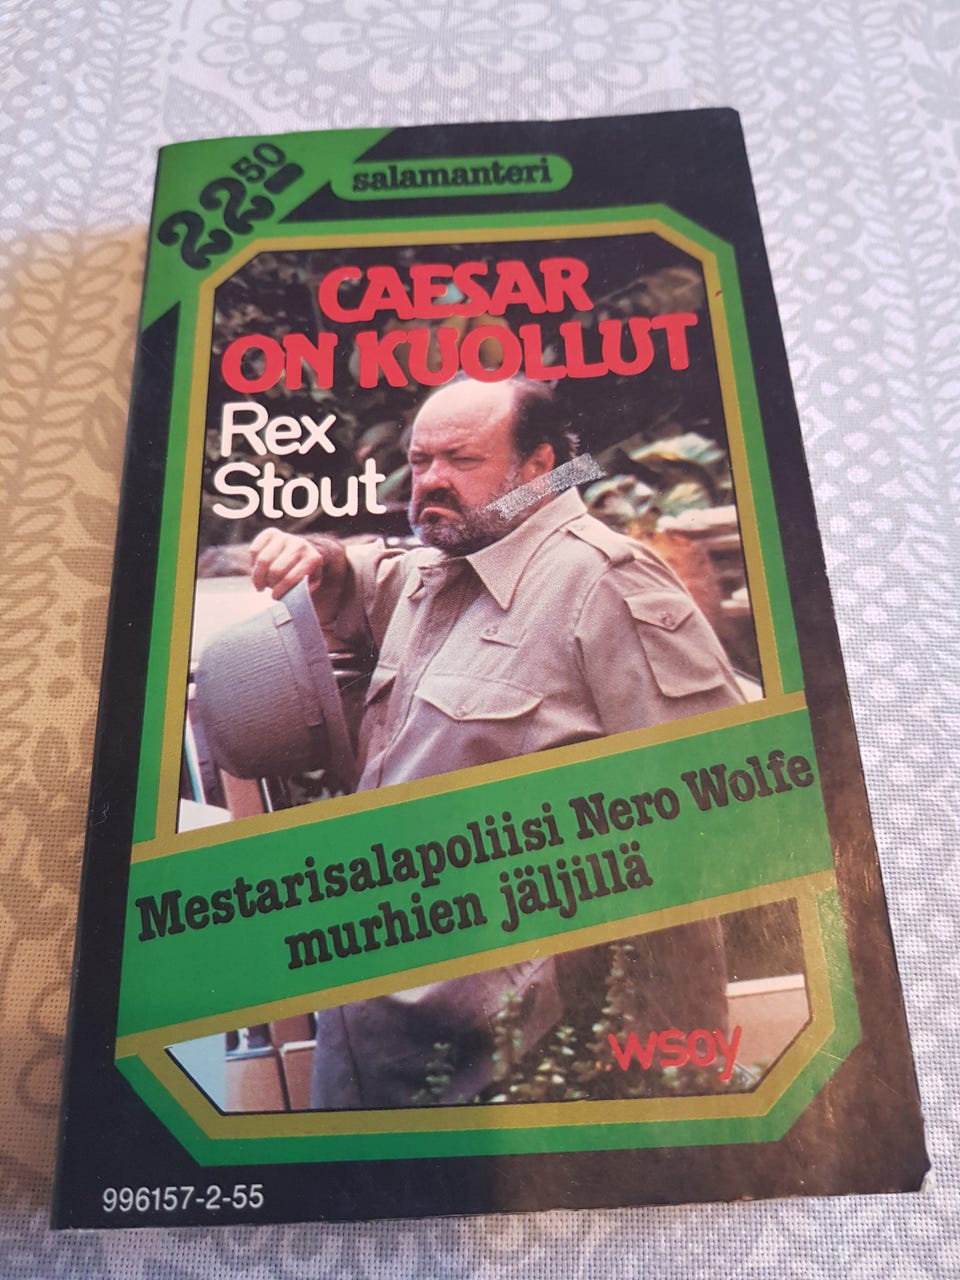 22 50
salamanteri
CAESAR
ON KUOLLUT
Rex
Stout
Mestarisalapoliisi Nero Wolfe
murhien jäljillä
wsoy
996157-2-55